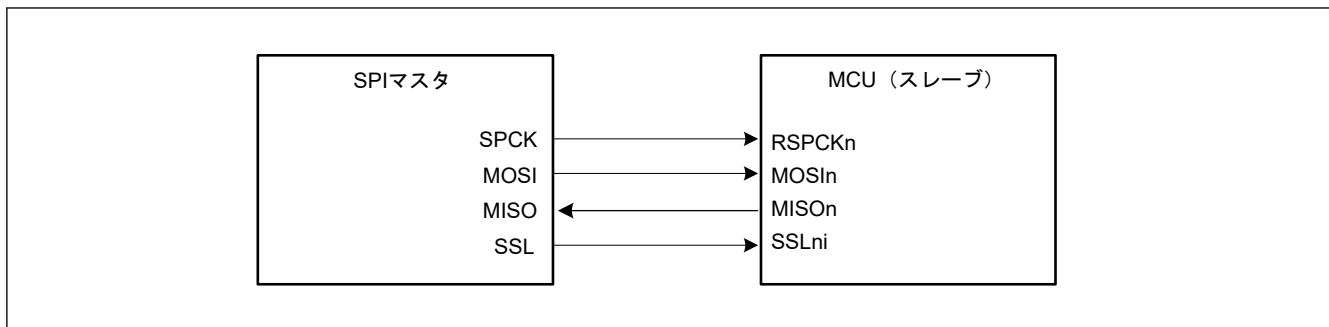 SPIマスタ
SPCK
MOSI
MISO
SSL
MCU（スレーブ）
RSPCKn
MOSIn
MISOn
SSLni